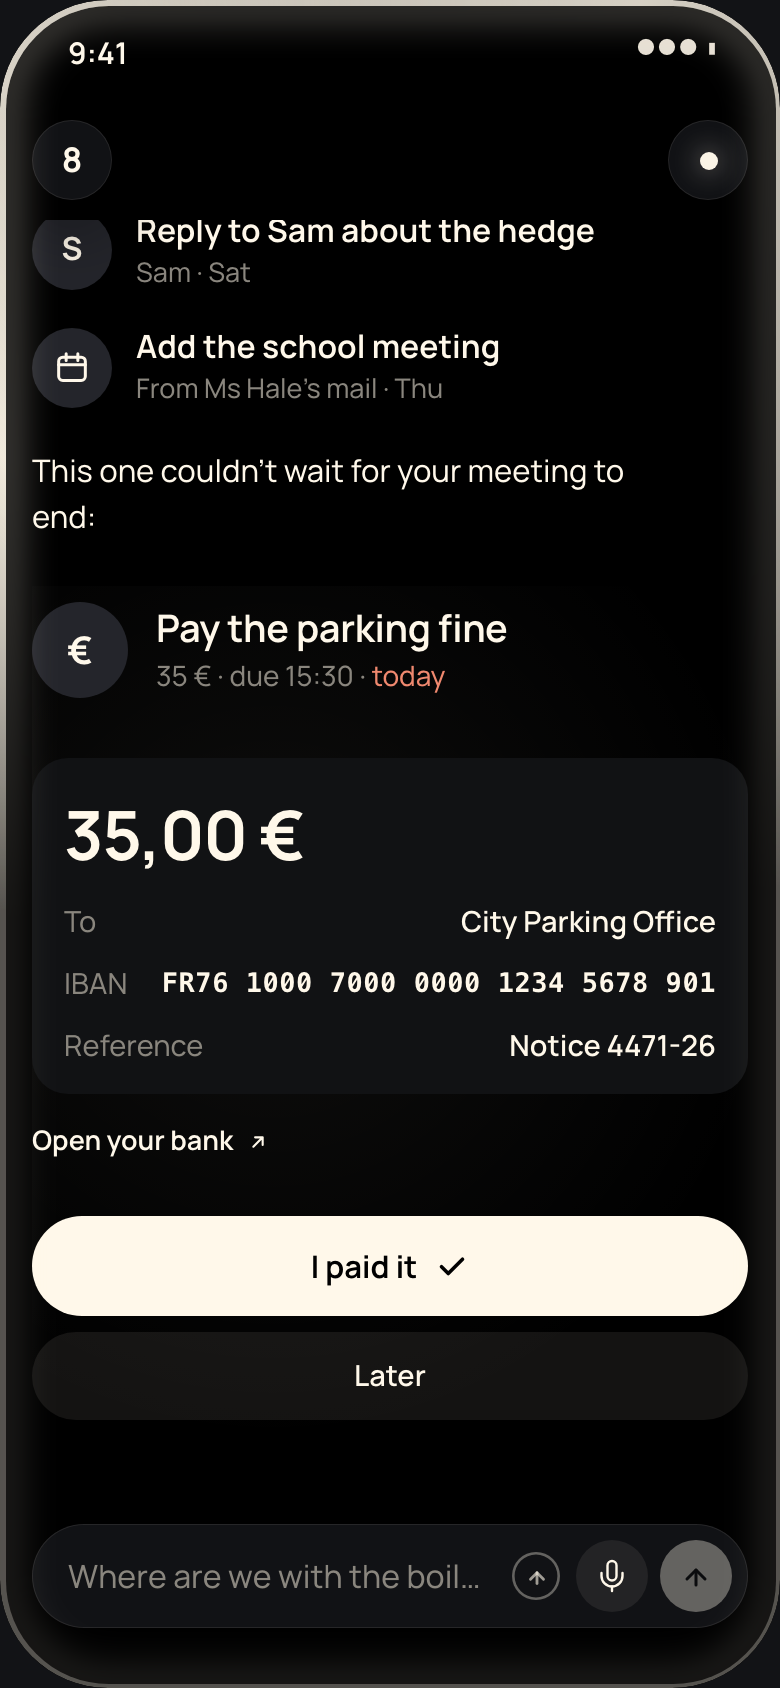 9:41
8
S
Reply to Sam about the hedge
Sam · Sat
Add the school meeting
From Ms Hale’s mail · Thu
This one couldn’t wait for your meeting to
end:
€
Pay the parking fine
35 € · due 15:30 · today
35,00 €
To City Parking Office
IBAN FR76 1000 7000 0000 1234 5678 901
Reference Notice 4471-26
Open your bank ↗
I paid it ✓
Later
Where are we with the boil...